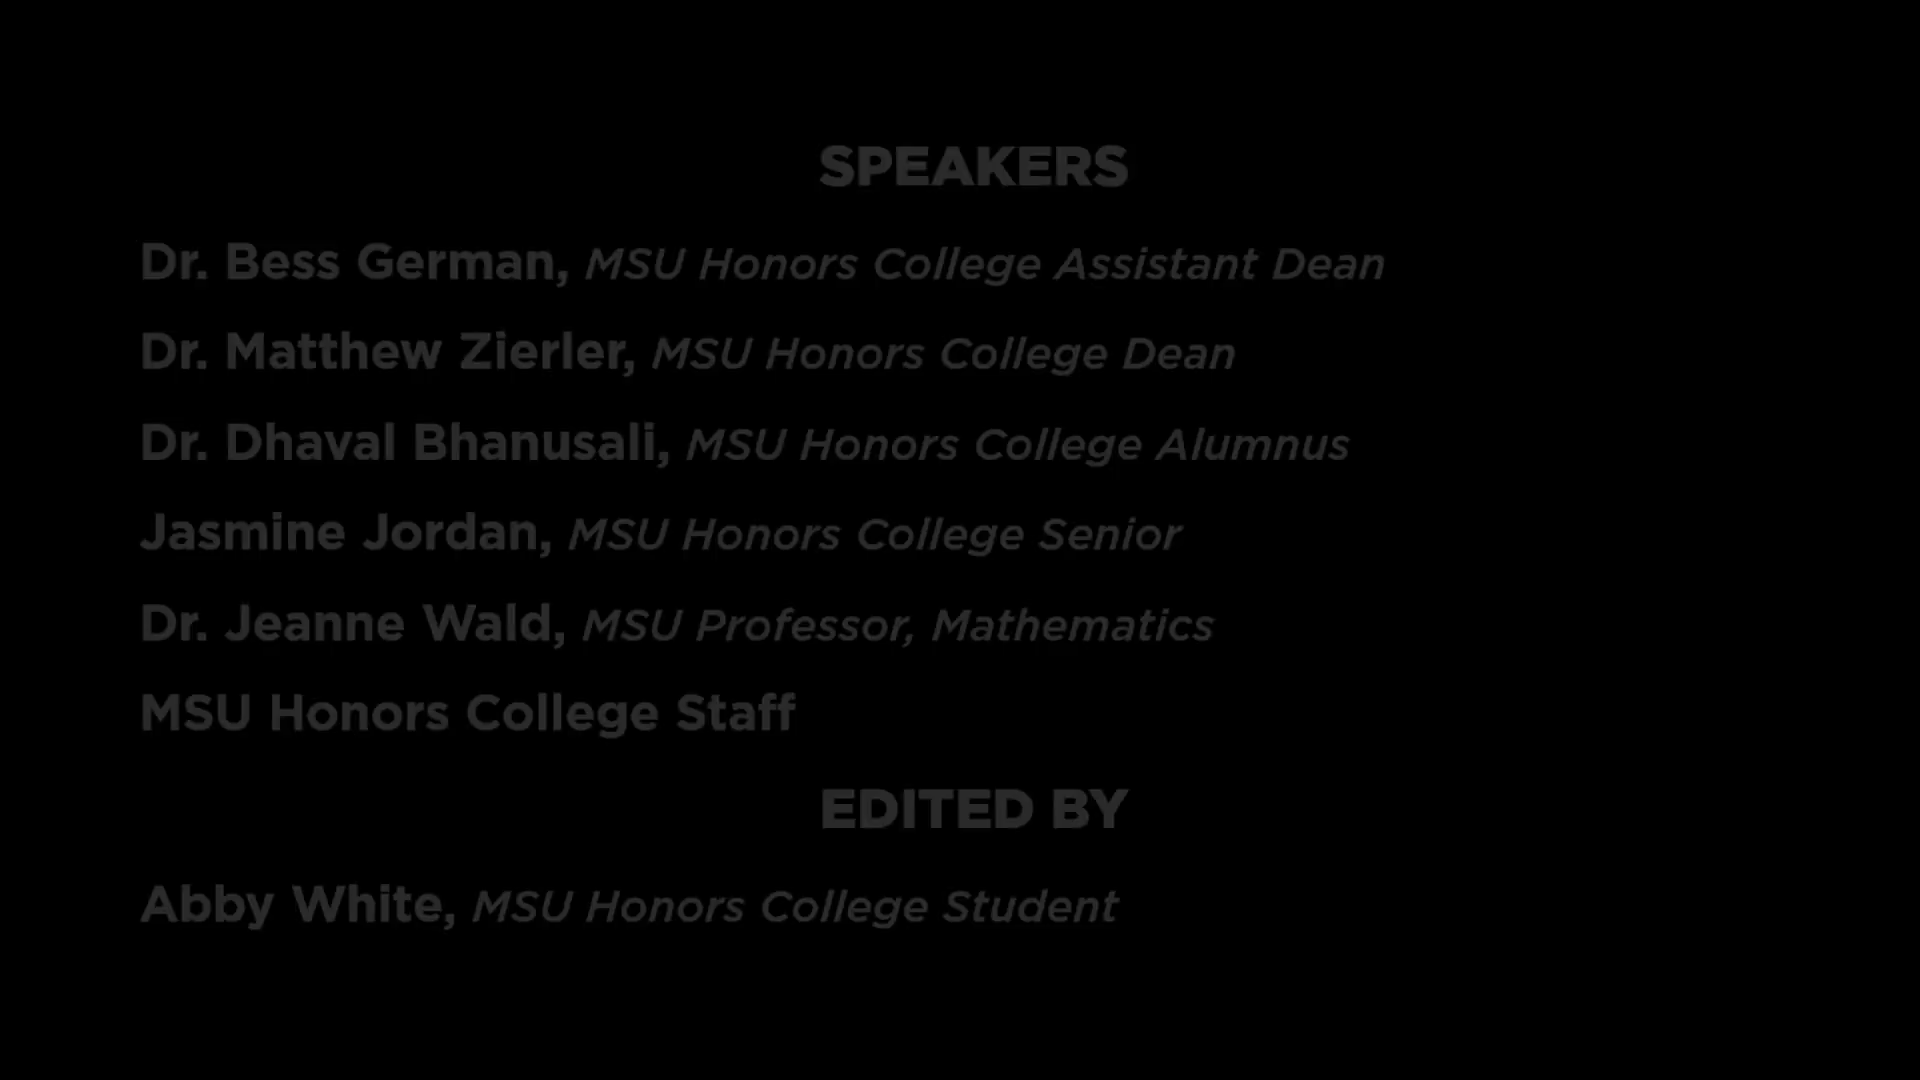 SPEAKERS
Dr. Bess German, MSU Honors College Assistant Dean
Dr. Matthew Zierler, MSU Honors College Dean
Dr. Dhaval Bhanusali, MSU Honors College Alumnus
Jasmine Jordan, MSU Honors College Senior
Dr. Jeanne Wald, MSU Professor, Mathematics
MSU Honors College Staff
EDITED BY
Abby White, MSU Honors College Student